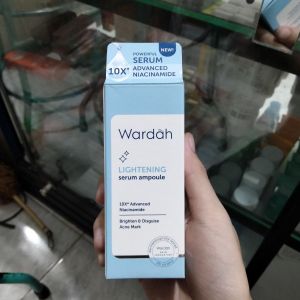 NEW!
POWERFUL
SERUM
10X* ADVANCED
NIACINAMIDE
Wardah
LIGHTENING
serum ampoule
10X* Advanced
Niacinamide
Brighten & Disguise
Acne Mark